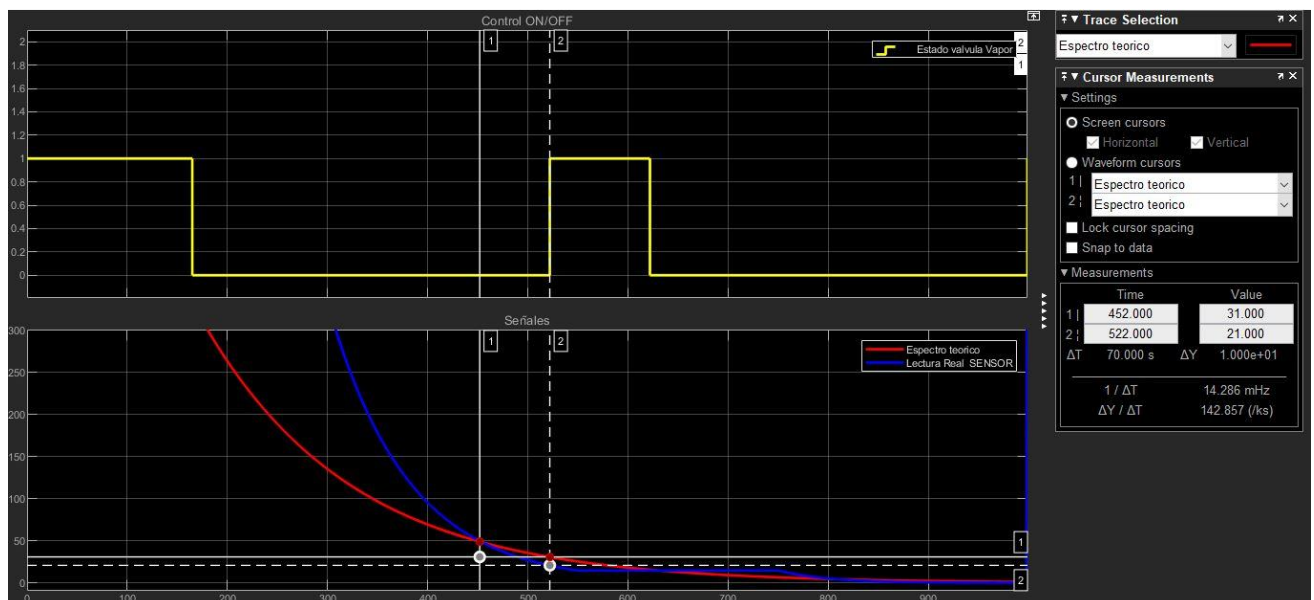 Control ON/OFF
1
2
Estado valvula Vapor
2
1
2
1.8
1.6
1.4
1.2
1
0.8
0.6
0.4
0.2
0
Señales
1
2
Espectro teorico
Lectura Real SENSOR
300
250
200
150
100
50
0
1
2
0
100
200
300
400
500
600
700
800
900
Trace Selection
Espectro teorico
Cursor Measurements
Settings
Screen cursors
Horizontal Vertical
Waveform cursors
1 | Espectro teorico
2 ¦ Espectro teorico
Lock cursor spacing
Snap to data
Measurements
Time Value
1 | 452.000 31.000
2 ¦ 522.000 21.000
ΔT 70.000 s ΔY 1.000e+01
1 / ΔT 14.286 mHz
ΔY / ΔT 142.857 (/ks)